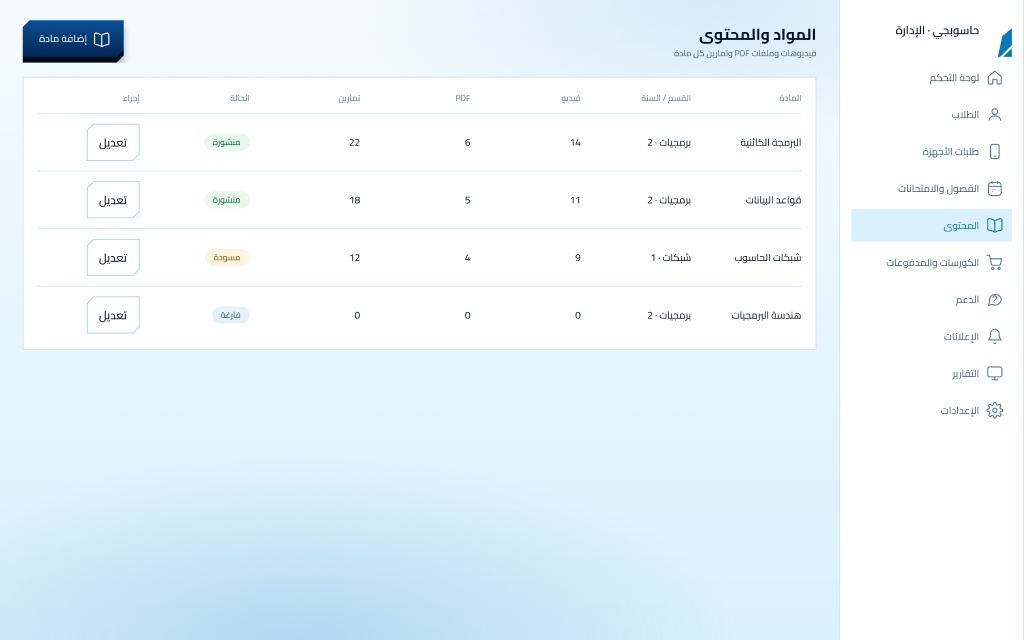 حاسوبجي · الإدارة
لوحة التحكم
الطلاب
طلبات الأجهزة
الفصول والامتحانات
المحتوى
الكورسات والمدفوعات
الدعم
الإعلانات
التقارير
الإعدادات
المواد والمحتوى
فيديوهات وملفات PDF وتمارين كل مادة
إضافة مادة
المادة القسم / السنة فيديو PDF تمارين الحالة إجراء
البرمجة الكائنية برمجيات · 2 14 6 22 منشورة تعديل
قواعد البيانات برمجيات · 2 11 5 18 منشورة تعديل
شبكات الحاسوب شبكات · 1 9 4 12 مسودة تعديل
هندسة البرمجيات برمجيات · 2 0 0 0 فارغة تعديل